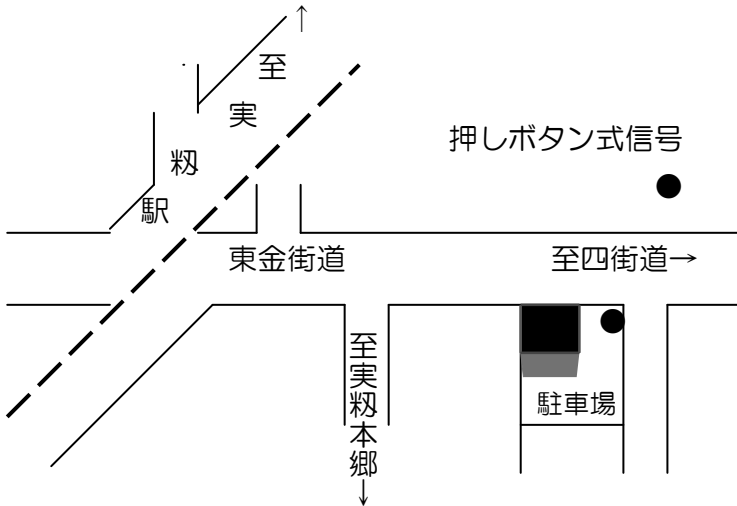 ↑
至実籾駅
押しボタン式信号
東金街道
至四街道→
至実籾本郷↓
駐車場